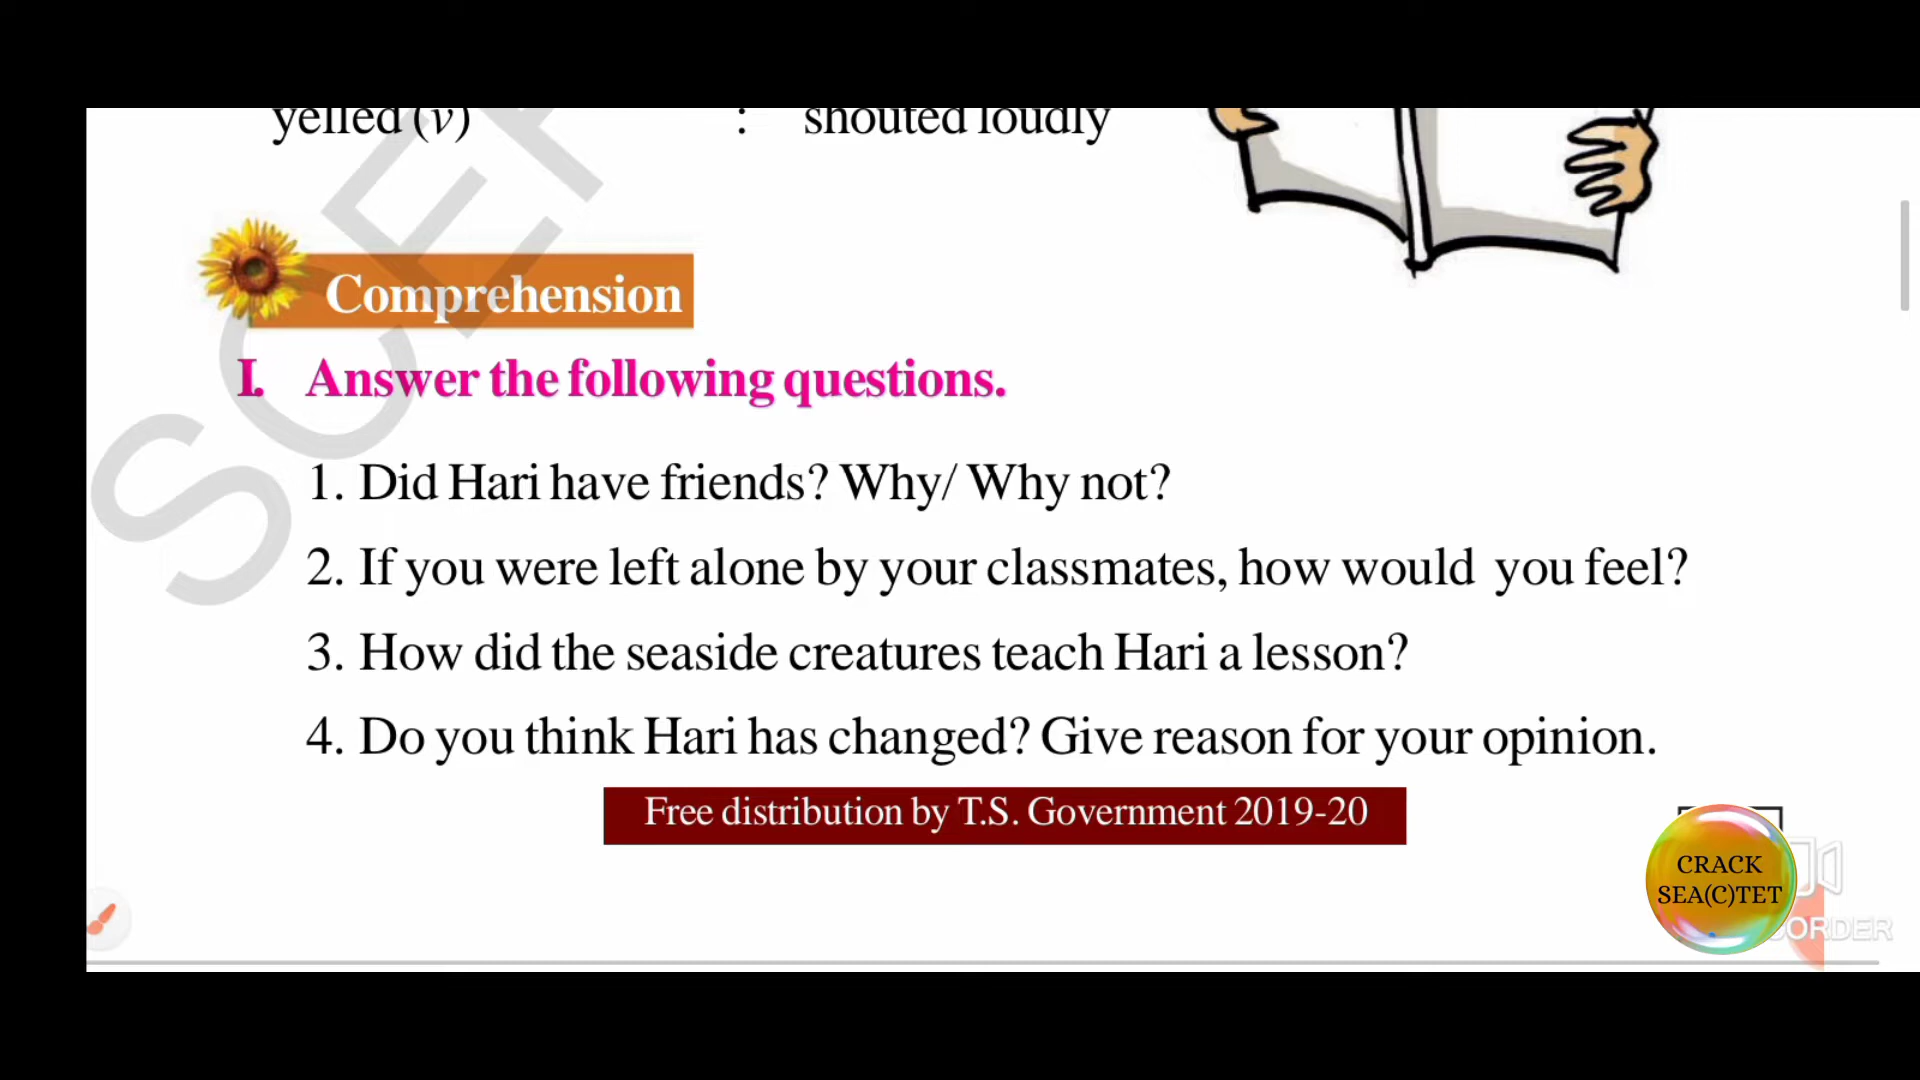 yelled (v) : shouted loudly
Comprehension
I. Answer the following questions.
1. Did Hari have friends? Why/ Why not?
2. If you were left alone by your classmates, how would you feel?
3. How did the seaside creatures teach Hari a lesson?
4. Do you think Hari has changed? Give reason for your opinion.
Free distribution by T.S. Government 2019-20
CRACK
SEA(C)TET
ORDER